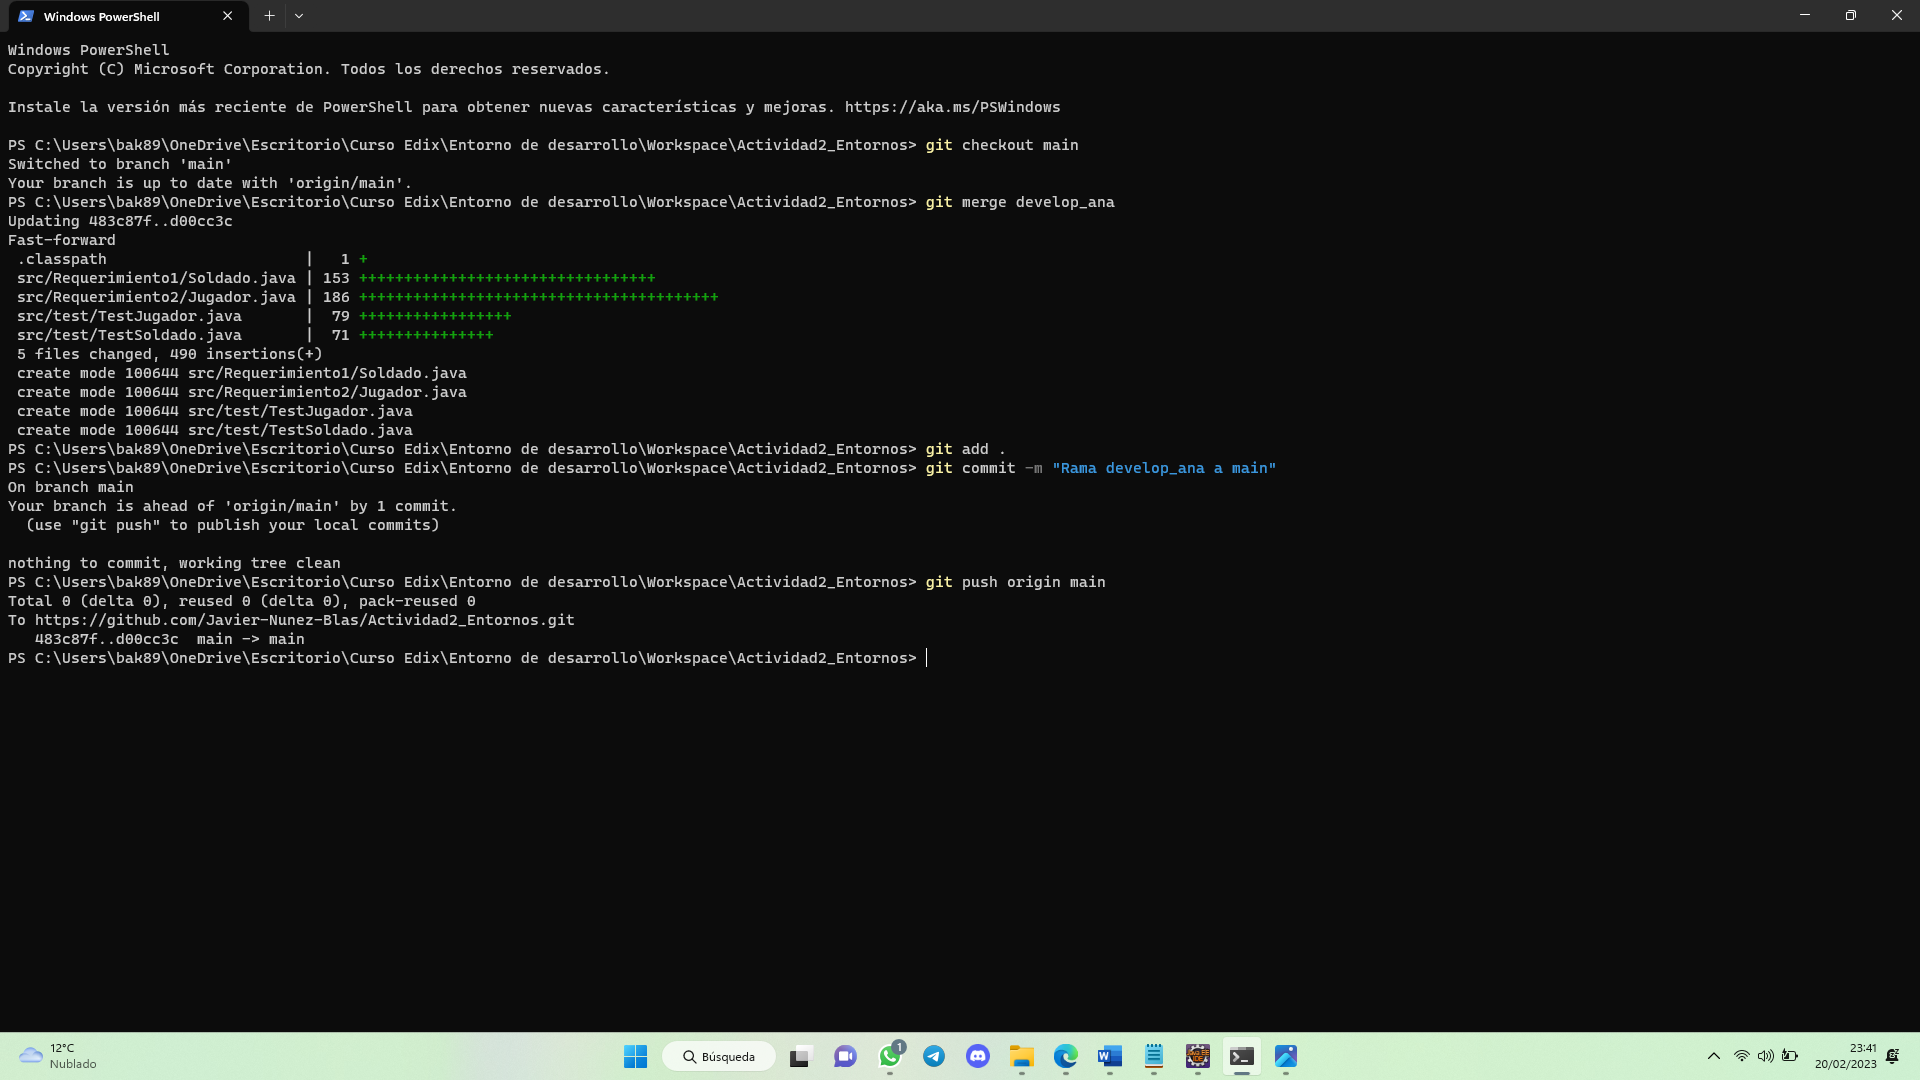 Windows PowerShell
Windows PowerShell
Copyright (C) Microsoft Corporation. Todos los derechos reservados.
Instale la versión más reciente de PowerShell para obtener nuevas características y mejoras. https://aka.ms/PSWindows
PS C:\Users\bak89\OneDrive\Escritorio\Curso Edix\Entorno de desarrollo\Workspace\Actividad2_Entornos> git checkout main
Switched to branch 'main'
Your branch is up to date with 'origin/main'.
PS C:\Users\bak89\OneDrive\Escritorio\Curso Edix\Entorno de desarrollo\Workspace\Actividad2_Entornos> git merge develop_ana
Updating 483c87f..d00cc3c
Fast-forward
 .classpath                      |   1 +
 src/Requerimiento1/Soldado.java | 153 +++++++++++++++++++++++++++++++++
 src/Requerimiento2/Jugador.java | 186 ++++++++++++++++++++++++++++++++++++++++
 src/test/TestJugador.java       |  79 +++++++++++++++++
 src/test/TestSoldado.java       |  71 +++++++++++++++
 5 files changed, 490 insertions(+)
 create mode 100644 src/Requerimiento1/Soldado.java
 create mode 100644 src/Requerimiento2/Jugador.java
 create mode 100644 src/test/TestJugador.java
 create mode 100644 src/test/TestSoldado.java
PS C:\Users\bak89\OneDrive\Escritorio\Curso Edix\Entorno de desarrollo\Workspace\Actividad2_Entornos> git add .
PS C:\Users\bak89\OneDrive\Escritorio\Curso Edix\Entorno de desarrollo\Workspace\Actividad2_Entornos> git commit -m "Rama develop_ana a main"
On branch main
Your branch is ahead of 'origin/main' by 1 commit.
  (use "git push" to publish your local commits)
nothing to commit, working tree clean
PS C:\Users\bak89\OneDrive\Escritorio\Curso Edix\Entorno de desarrollo\Workspace\Actividad2_Entornos> git push origin main
Total 0 (delta 0), reused 0 (delta 0), pack-reused 0
To https://github.com/Javier-Nunez-Blas/Actividad2_Entornos.git
   483c87f..d00cc3c  main -> main
PS C:\Users\bak89\OneDrive\Escritorio\Curso Edix\Entorno de desarrollo\Workspace\Actividad2_Entornos>
12°C
Nublado
Búsqueda
1
23:41
20/02/2023